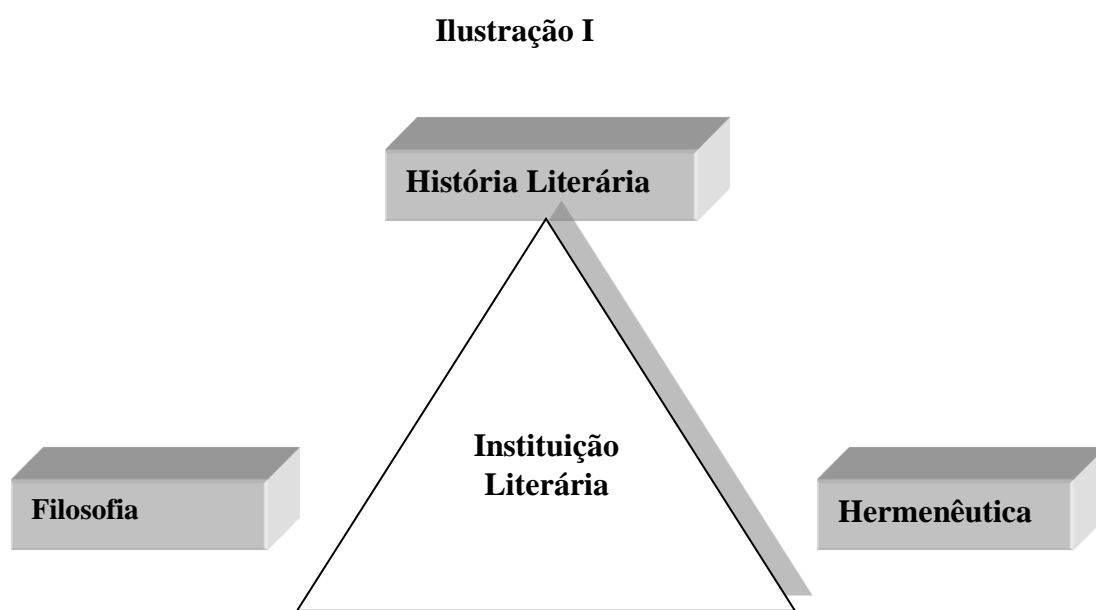 Ilustração I
História Literária
Instituição
Literária
Filosofia
Hermenêutica